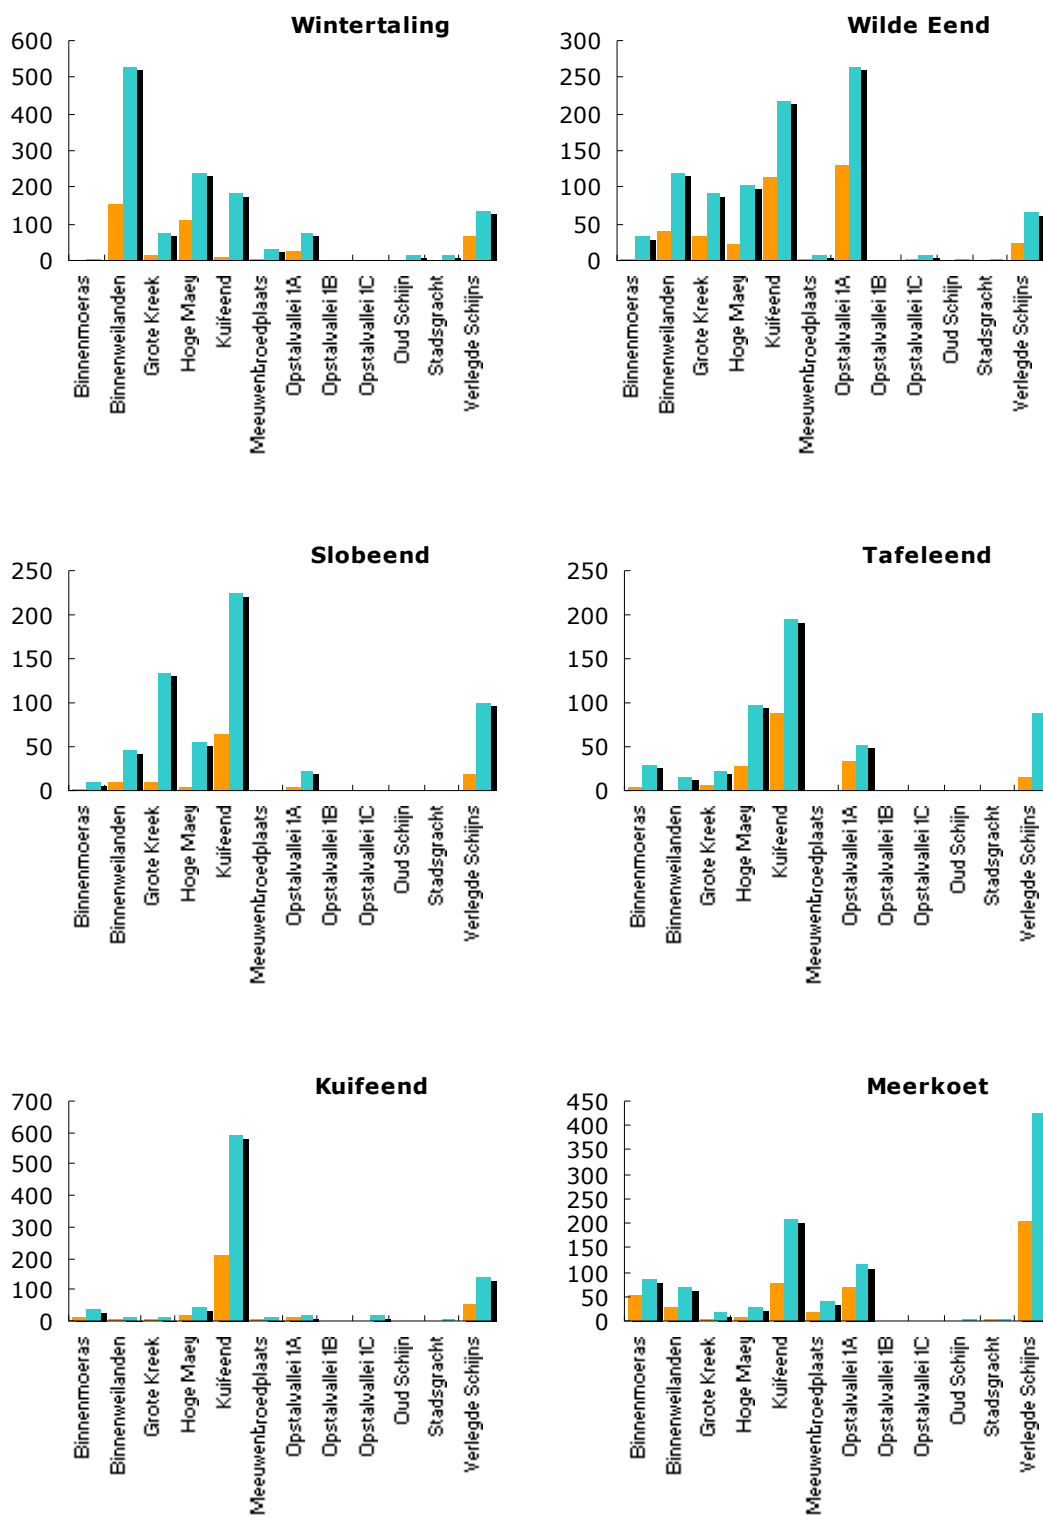 Wintertaling
600
500
400
300
200
100
0
Binnenmoeras
Binnenweilanden
Grote Kreek
Hoge Maey
Kuifeend
Meeuwenbroedplaats
Opstalvallei 1A
Opstalvallei 1B
Opstalvallei 1C
Oud Schijn
Stadsgracht
Verlegde Schijns
Wilde Eend
300
250
200
150
100
50
0
Binnenmoeras
Binnenweilanden
Grote Kreek
Hoge Maey
Kuifeend
Meeuwenbroedplaats
Opstalvallei 1A
Opstalvallei 1B
Opstalvallei 1C
Oud Schijn
Stadsgracht
Verlegde Schijns
Slobeend
250
200
150
100
50
0
Binnenmoeras
Binnenweilanden
Grote Kreek
Hoge Maey
Kuifeend
Meeuwenbroedplaats
Opstalvallei 1A
Opstalvallei 1B
Opstalvallei 1C
Oud Schijn
Stadsgracht
Verlegde Schijns
Tafeleend
250
200
150
100
50
0
Binnenmoeras
Binnenweilanden
Grote Kreek
Hoge Maey
Kuifeend
Meeuwenbroedplaats
Opstalvallei 1A
Opstalvallei 1B
Opstalvallei 1C
Oud Schijn
Stadsgracht
Verlegde Schijns
Kuifeend
700
600
500
400
300
200
100
0
Binnenmoeras
Binnenweilanden
Grote Kreek
Hoge Maey
Kuifeend
Meeuwenbroedplaats
Opstalvallei 1A
Opstalvallei 1B
Opstalvallei 1C
Oud Schijn
Stadsgracht
Verlegde Schijns
Meerkoet
450
400
350
300
250
200
150
100
50
0
Binnenmoeras
Binnenweilanden
Grote Kreek
Hoge Maey
Kuifeend
Meeuwenbroedplaats
Opstalvallei 1A
Opstalvallei 1B
Opstalvallei 1C
Oud Schijn
Stadsgracht
Verlegde Schijns